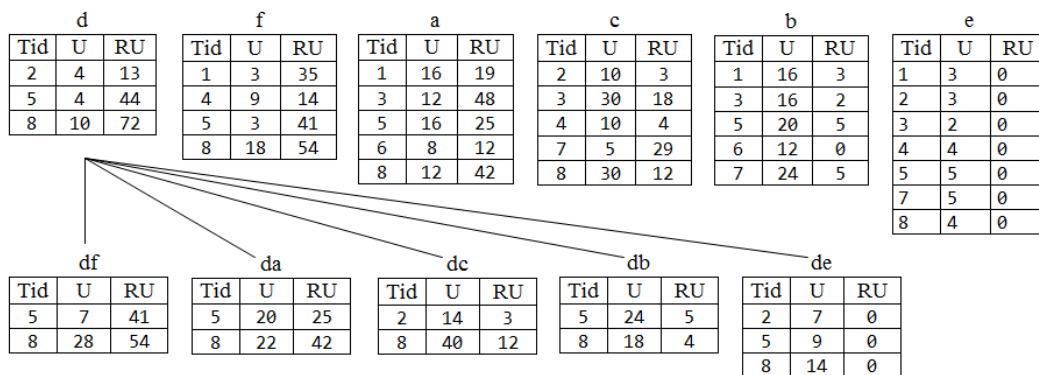 d f a c b e
Tid U RU Tid U RU Tid U RU Tid U RU Tid U RU Tid U RU
2 4 13 1 3 35 1 16 19 2 10 3 1 16 3 1 3 0
5 4 44 4 9 14 3 12 48 3 30 18 3 16 2 2 3 0
8 10 72 5 3 41 5 16 25 4 10 4 5 20 5 3 2 0
8 18 54 6 8 12 7 5 29 6 12 0 4 4 0
8 12 42 8 30 12 7 24 5 5 5 0
7 5 0
8 4 0
df da dc db de
Tid U RU Tid U RU Tid U RU Tid U RU Tid U RU
5 7 41 5 20 25 2 14 3 5 24 5 2 7 0
8 28 54 8 22 42 8 40 12 8 18 4 5 9 0
8 14 0